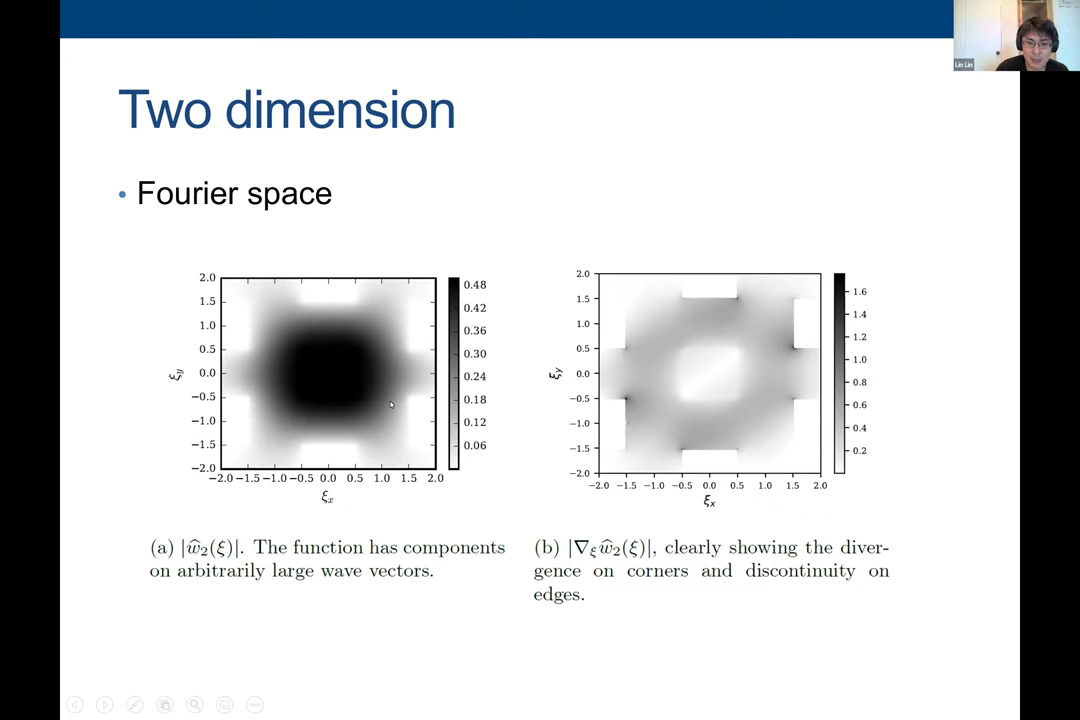 Lin Lin
Two dimension
• Fourier space
2.0
1.5
1.0
0.5
0.0
−0.5
−1.0
−1.5
−2.0
ξy
−2.0 −1.5 −1.0 −0.5 0.0 0.5 1.0 1.5 2.0
ξx
0.48
0.42
0.36
0.30
0.24
0.18
0.12
0.06
2.0
1.5
1.0
0.5
0.0
−0.5
−1.0
−1.5
−2.0
ξy
−2.0 −1.5 −1.0 −0.5 0.0 0.5 1.0 1.5 2.0
ξx
1.6
1.4
1.2
1.0
0.8
0.6
0.4
0.2
(a) |ŵ₂(ξ)|. The function has components
on arbitrarily large wave vectors.
(b) |∇ξŵ₂(ξ)|, clearly showing the diver-
gence on corners and discontinuity on
edges.